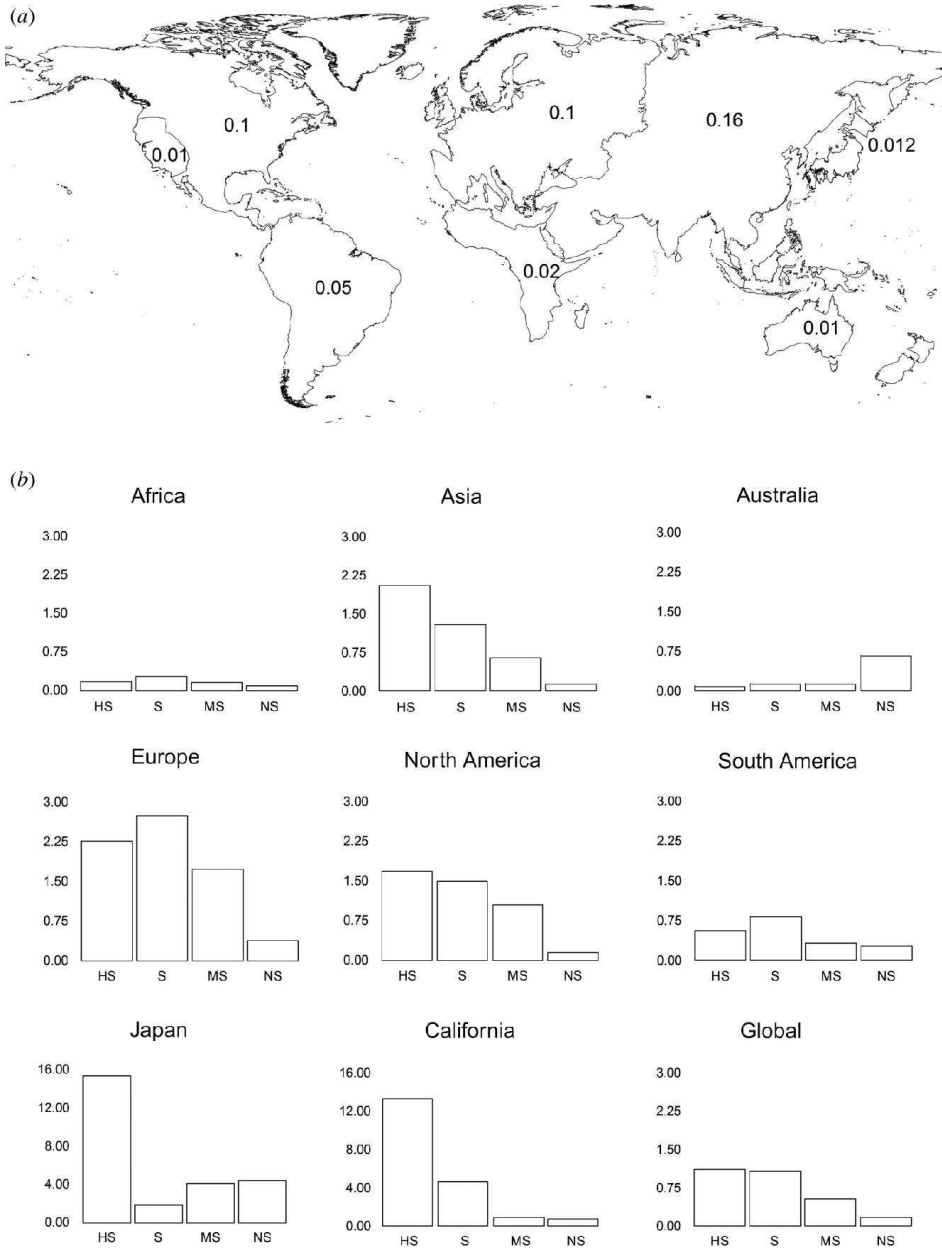 (a)
0.1
0.1
0.16
0.01
0.012
0.05
0.02
0.01
(b)
Africa
3.00
2.25
1.50
0.75
0.00
HS S MS NS
Asia
3.00
2.25
1.50
0.75
0.00
HS S MS NS
Australia
3.00
2.25
1.50
0.75
0.00
HS S MS NS
Europe
3.00
2.25
1.50
0.75
0.00
HS S MS NS
North America
3.00
2.25
1.50
0.75
0.00
HS S MS NS
South America
3.00
2.25
1.50
0.75
0.00
HS S MS NS
Japan
16.00
12.00
8.00
4.00
0.00
HS S MS NS
California
16.00
12.00
8.00
4.00
0.00
HS S MS NS
Global
3.00
2.25
1.50
0.75
0.00
HS S MS NS